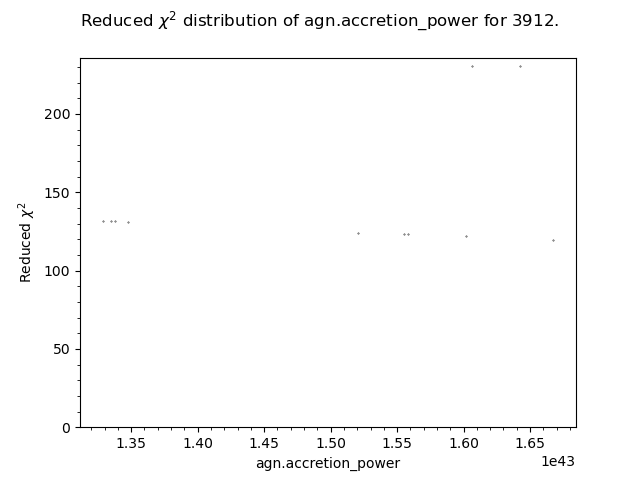 Reduced χ² distribution of agn.accretion_power for 3912.
200
150
100
50
0
Reduced χ²
1.35 1.40 1.45 1.50 1.55 1.60 1.65
1e43
agn.accretion_power